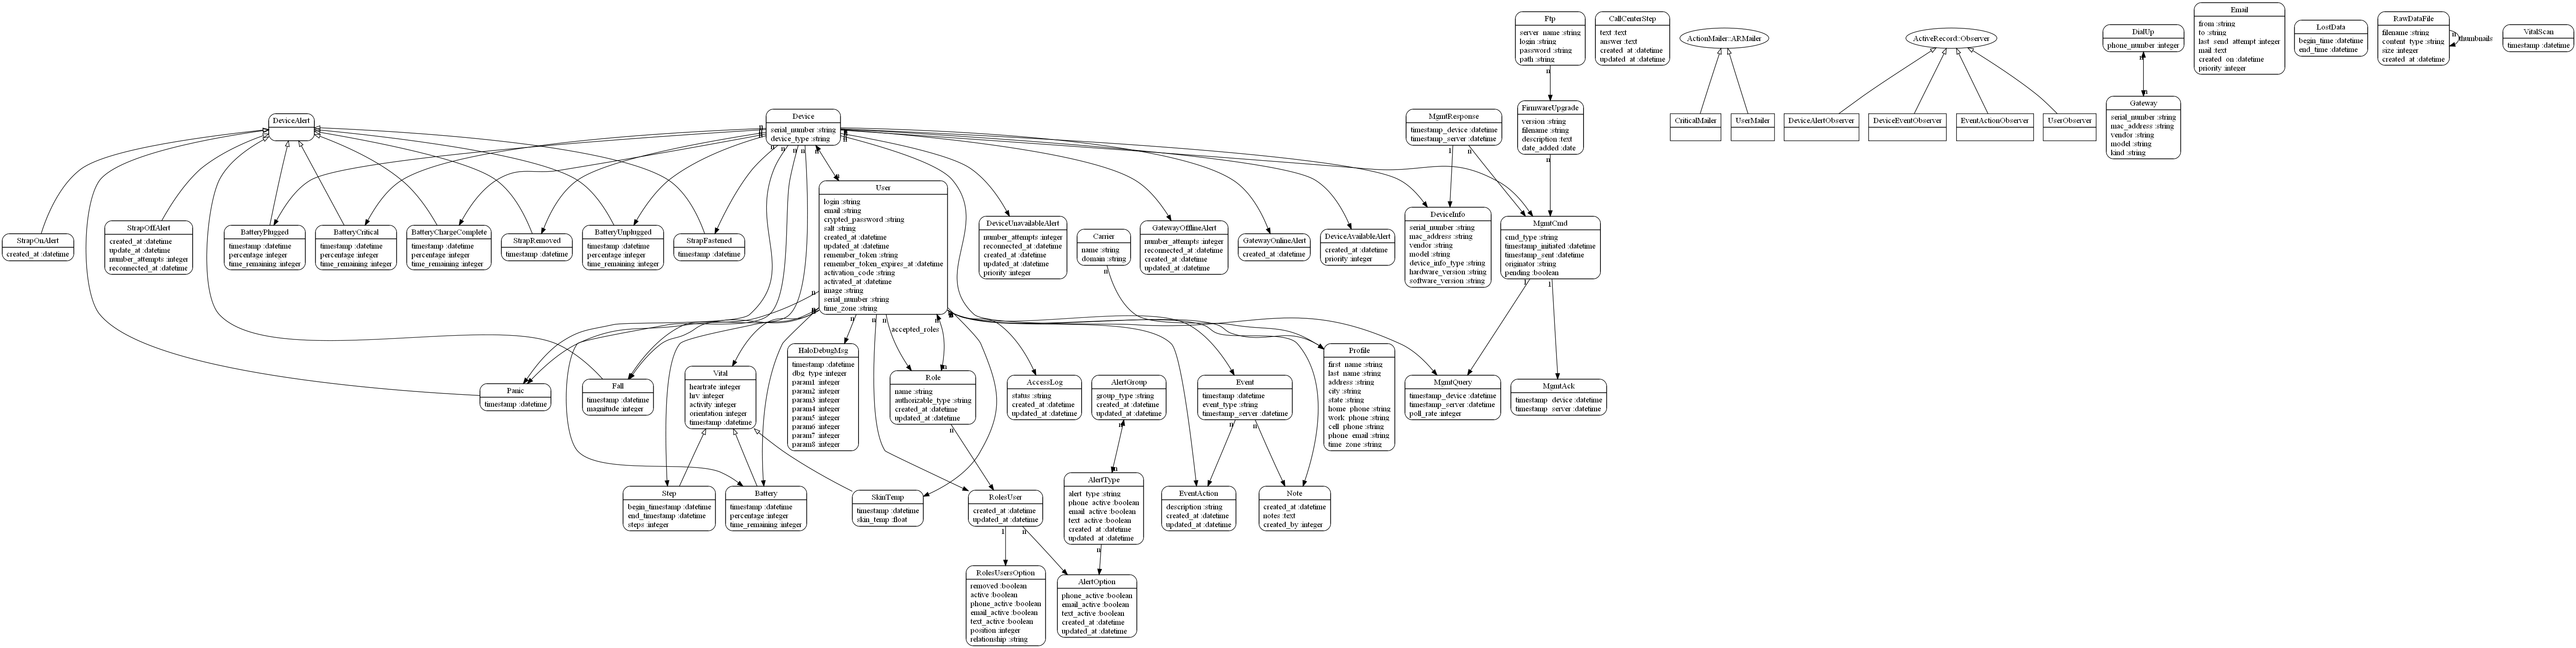 Ftp
server_name :string
login :string
password :string
path :string
CallCenterStep
text :text
answer :text
created_at :datetime
updated_at :datetime
ActionMailer::ARMailer
ActiveRecord::Observer
DialUp
phone_number :integer
n
Email
from :string
to :string
last_send_attempt :integer
mail :text
created_on :datetime
priority :integer
LostData
begin_time :datetime
end_time :datetime
RawDataFile
filename :string
content_type :string
size :integer
created_at :datetime
n
thumbnails
VitalScan
timestamp :datetime
DeviceAlert
Device
serial_number :string
device_type :string
MgmtResponse
timestamp_device :datetime
timestamp_server :datetime
n
FirmwareUpgrade
version :string
filename :string
description :text
date_added :date
CriticalMailer
UserMailer
DeviceAlertObserver
DeviceEventObserver
EventActionObserver
UserObserver
n
Gateway
serial_number :string
mac_address :string
vendor :string
model :string
kind :string
n
n
n
n
n
1
n
n
StrapOnAlert
created_at :datetime
StrapOffAlert
created_at :datetime
updated_at :datetime
number_attempts :integer
reconnected_at :datetime
BatteryPlugged
timestamp :datetime
percentage :integer
time_remaining :integer
BatteryCritical
timestamp :datetime
percentage :integer
time_remaining :integer
BatteryChargeComplete
timestamp :datetime
percentage :integer
time_remaining :integer
StrapRemoved
timestamp :datetime
BatteryUnplugged
timestamp :datetime
percentage :integer
time_remaining :integer
StrapFastened
timestamp :datetime
User
login :string
email :string
crypted_password :string
salt :string
created_at :datetime
updated_at :datetime
remember_token :string
remember_token_expires_at :datetime
activation_code :string
activated_at :datetime
image :string
serial_number :string
time_zone :string
DeviceUnavailableAlert
number_attempts :integer
reconnected_at :datetime
created_at :datetime
updated_at :datetime
priority :integer
Carrier
name :string
domain :string
n
GatewayOfflineAlert
number_attempts :integer
reconnected_at :datetime
created_at :datetime
updated_at :datetime
GatewayOnlineAlert
created_at :datetime
DeviceAvailableAlert
created_at :datetime
priority :integer
DeviceInfo
serial_number :string
mac_address :string
vendor :string
model :string
device_info_type :string
hardware_version :string
software_version :string
MgmtCmd
cmd_type :string
timestamp_initiated :datetime
timestamp_sent :datetime
originator :string
pending :boolean
1
1
n
n
n
n
n
accepted_roles
Panic
timestamp :datetime
Fall
timestamp :datetime
magnitude :integer
Vital
heartrate :integer
hrv :integer
activity :integer
orientation :integer
timestamp :datetime
HaloDebugMsg
timestamp :datetime
dbg_type :integer
param1 :integer
param2 :integer
param3 :integer
param4 :integer
param5 :integer
param6 :integer
param7 :integer
param8 :integer
n
Role
name :string
authorizable_type :string
created_at :datetime
updated_at :datetime
n
AccessLog
status :string
created_at :datetime
updated_at :datetime
AlertGroup
group_type :string
created_at :datetime
updated_at :datetime
n
Event
timestamp :datetime
event_type :string
timestamp_server :datetime
n
n
Profile
first_name :string
last_name :string
address :string
city :string
state :string
home_phone :string
work_phone :string
cell_phone :string
phone_email :string
time_zone :string
MgmtQuery
timestamp_device :datetime
timestamp_server :datetime
poll_rate :integer
MgmtAck
timestamp_device :datetime
timestamp_server :datetime
Step
begin_timestamp :datetime
end_timestamp :datetime
steps :integer
Battery
timestamp :datetime
percentage :integer
time_remaining :integer
SkinTemp
timestamp :datetime
skin_temp :float
RolesUser
created_at :datetime
updated_at :datetime
1
n
n
AlertType
alert_type :string
phone_active :boolean
email_active :boolean
text_active :boolean
created_at :datetime
updated_at :datetime
n
EventAction
description :string
created_at :datetime
updated_at :datetime
Note
created_at :datetime
notes :text
created_by :integer
RolesUsersOption
removed :boolean
active :boolean
phone_active :boolean
email_active :boolean
text_active :boolean
position :integer
relationship :string
AlertOption
phone_active :boolean
email_active :boolean
text_active :boolean
created_at :datetime
updated_at :datetime